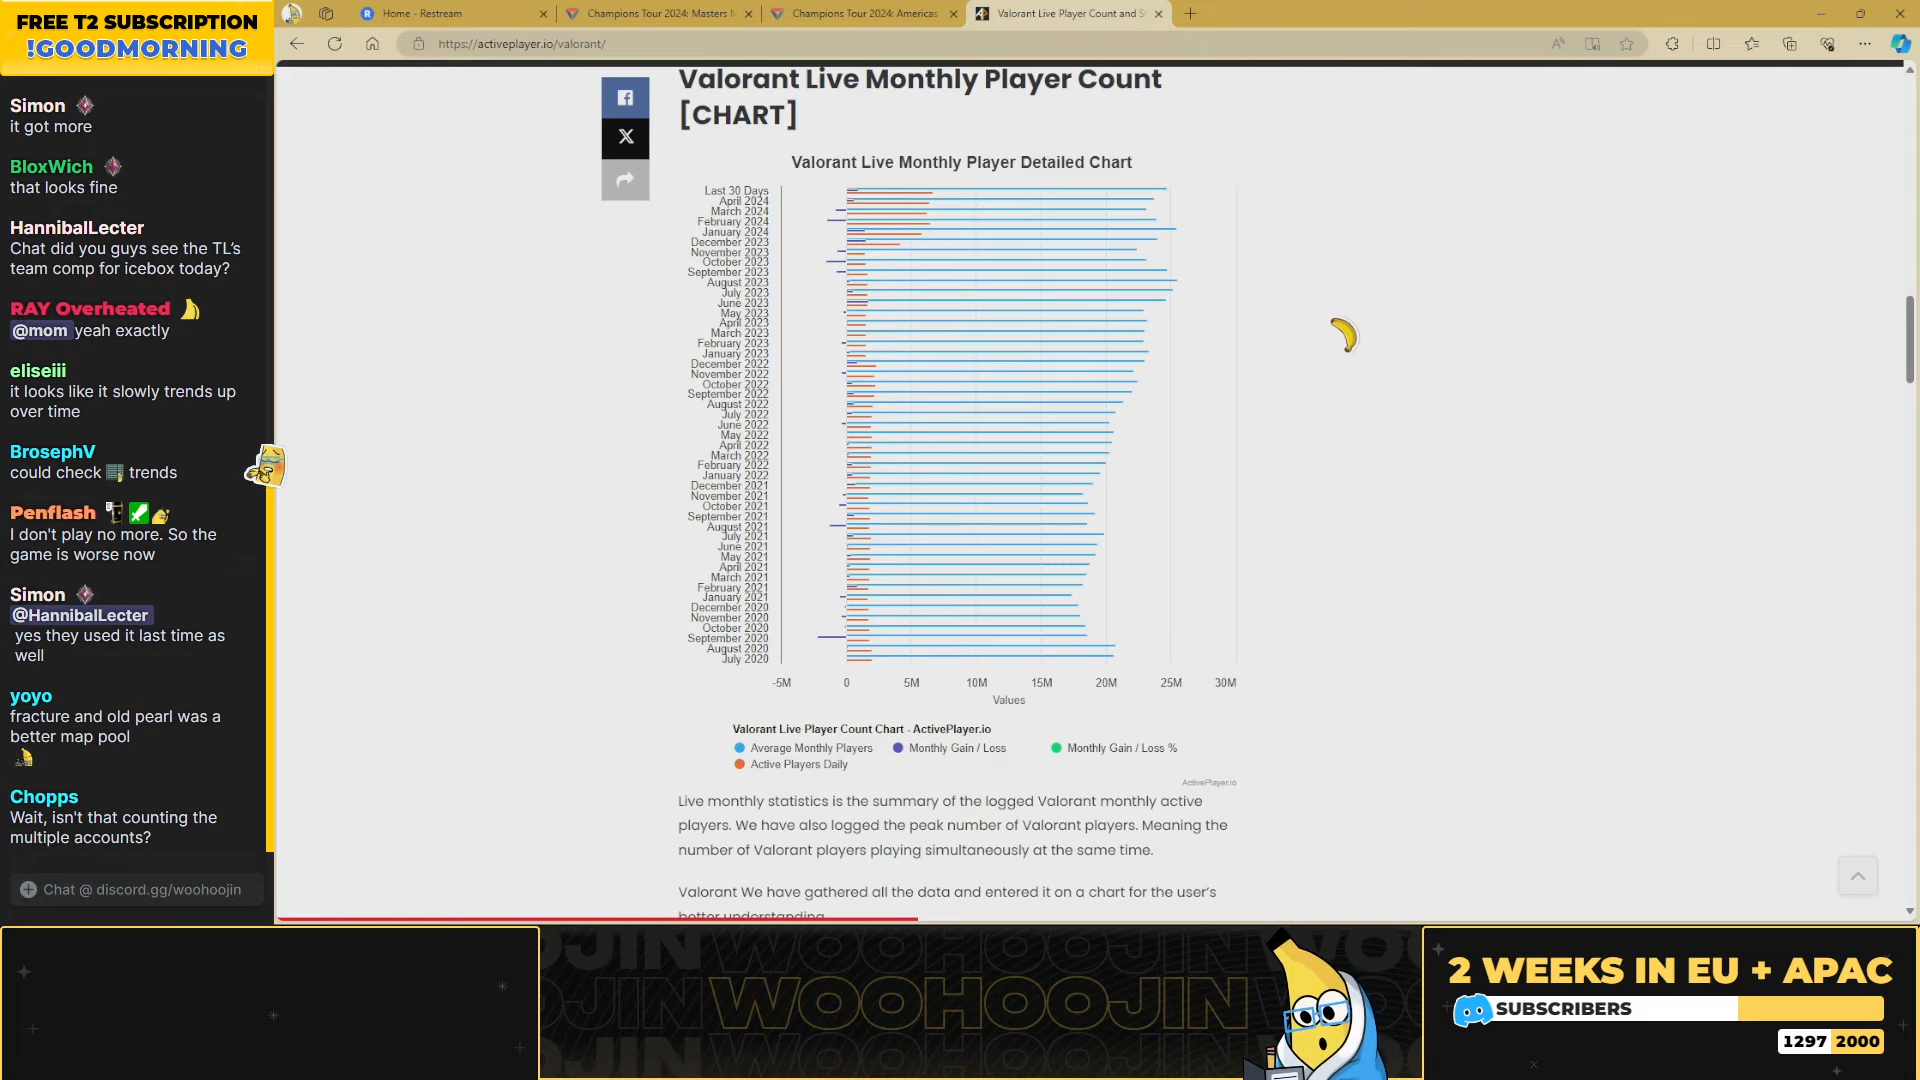 FREE T2 SUBSCRIPTION
!GOODMORNING
Simon
it got more
BloxWich
that looks fine
HannibalLecter
Chat did you guys see the TL's
team comp for icebox today?
RAY Overheated
@mom yeah exactly
eliseiii
it looks like it slowly trends up
over time
BrosephV
could check trends
Penflash
I don't play no more. So the
game is worse now
Simon
@HannibalLecter
yes they used it last time as
well
yoyo
fracture and old pearl was a
better map pool
Chopps
Wait, isn't that counting the
multiple accounts?
Chat @ discord.gg/woohoojin
Home - Restream
Champions Tour 2024: Masters
Champions Tour 2024: Americas
Valorant Live Player Count and S
https://activeplayer.io/valorant/
Valorant Live Monthly Player Count
[CHART]
Valorant Live Monthly Player Detailed Chart
Last 30 Days
April 2024
March 2024
February 2024
January 2024
December 2023
November 2023
October 2023
September 2023
August 2023
July 2023
June 2023
May 2023
April 2023
March 2023
February 2023
January 2023
December 2022
November 2022
October 2022
September 2022
August 2022
July 2022
June 2022
May 2022
April 2022
March 2022
February 2022
January 2022
December 2021
November 2021
October 2021
September 2021
August 2021
July 2021
June 2021
May 2021
April 2021
March 2021
February 2021
January 2021
December 2020
November 2020
October 2020
September 2020
August 2020
July 2020
-5M 0 5M 10M 15M 20M 25M 30M
Values
Valorant Live Player Count Chart - ActivePlayer.io
Average Monthly Players Monthly Gain / Loss Monthly Gain / Loss %
Active Players Daily
ActivePlayer.io
Live monthly statistics is the summary of the logged Valorant monthly active
players. We have also logged the peak number of Valorant players. Meaning the
number of Valorant players playing simultaneously at the same time.
Valorant We have gathered all the data and entered it on a chart for the user's
better understanding.
WOOHOOJIN
2 WEEKS IN EU + APAC
SUBSCRIBERS
1297 2000